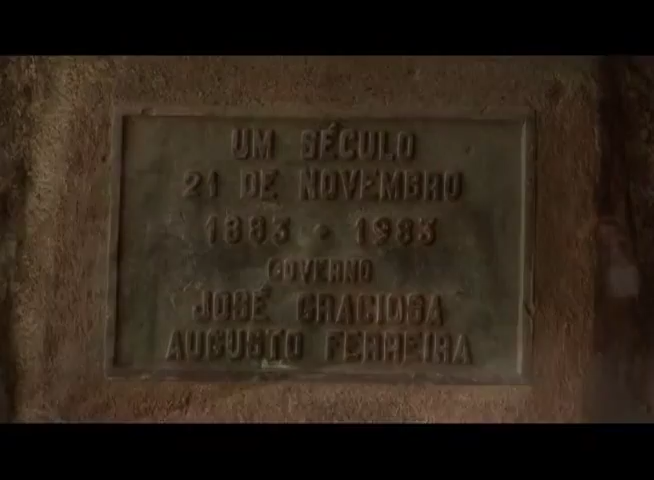 UM SÉCULO
21 DE NOVEMBRO
1883 • 1983
GOVERNO
JOSÉ GRACIOSA
AUGUSTO FERREIRA